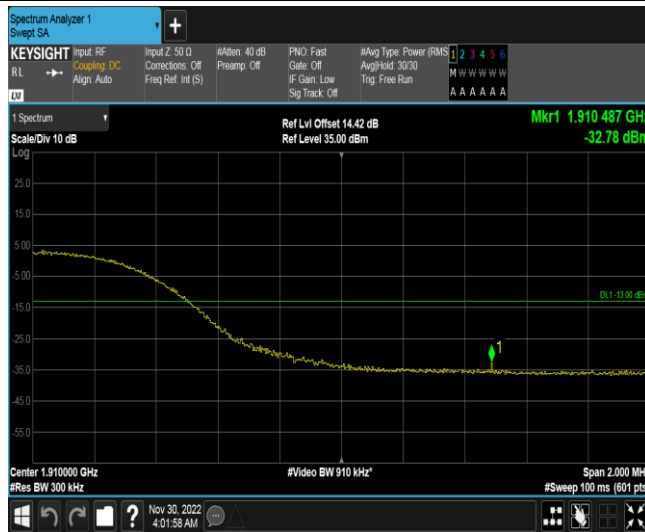 Spectrum Analyzer 1
Swept SA
KEYSIGHT
RL
LXI
Input: RF
Coupling: DC
Align: Auto
Input Z: 50 Ω
Corrections: Off
Freq Ref: Int (S)
#Atten: 40 dB
Preamp: Off
PNO: Fast
Gate: Off
IF Gain: Low
Sig Track: Off
#Avg Type: Power (RMS
Avg|Hold: 30/30
Trig: Free Run
1 2 3 4 5 6
M W W W W W
A A A A A A
1 Spectrum
Scale/Div 10 dB
Log
Ref Lvl Offset 14.42 dB
Ref Level 35.00 dBm
Mkr1 1.910 487 GHz
-32.78 dBm
25.0
15.0
5.00
-5.00
-15.0
-25.0
-35.0
-45.0
-55.0
DL1 -13.00 dBm
1
Center 1.910000 GHz
#Res BW 300 kHz
#Video BW 910 kHz*
Span 2.000 MH
#Sweep 100 ms (601 pts
?
Nov 30, 2022
4:01:58 AM